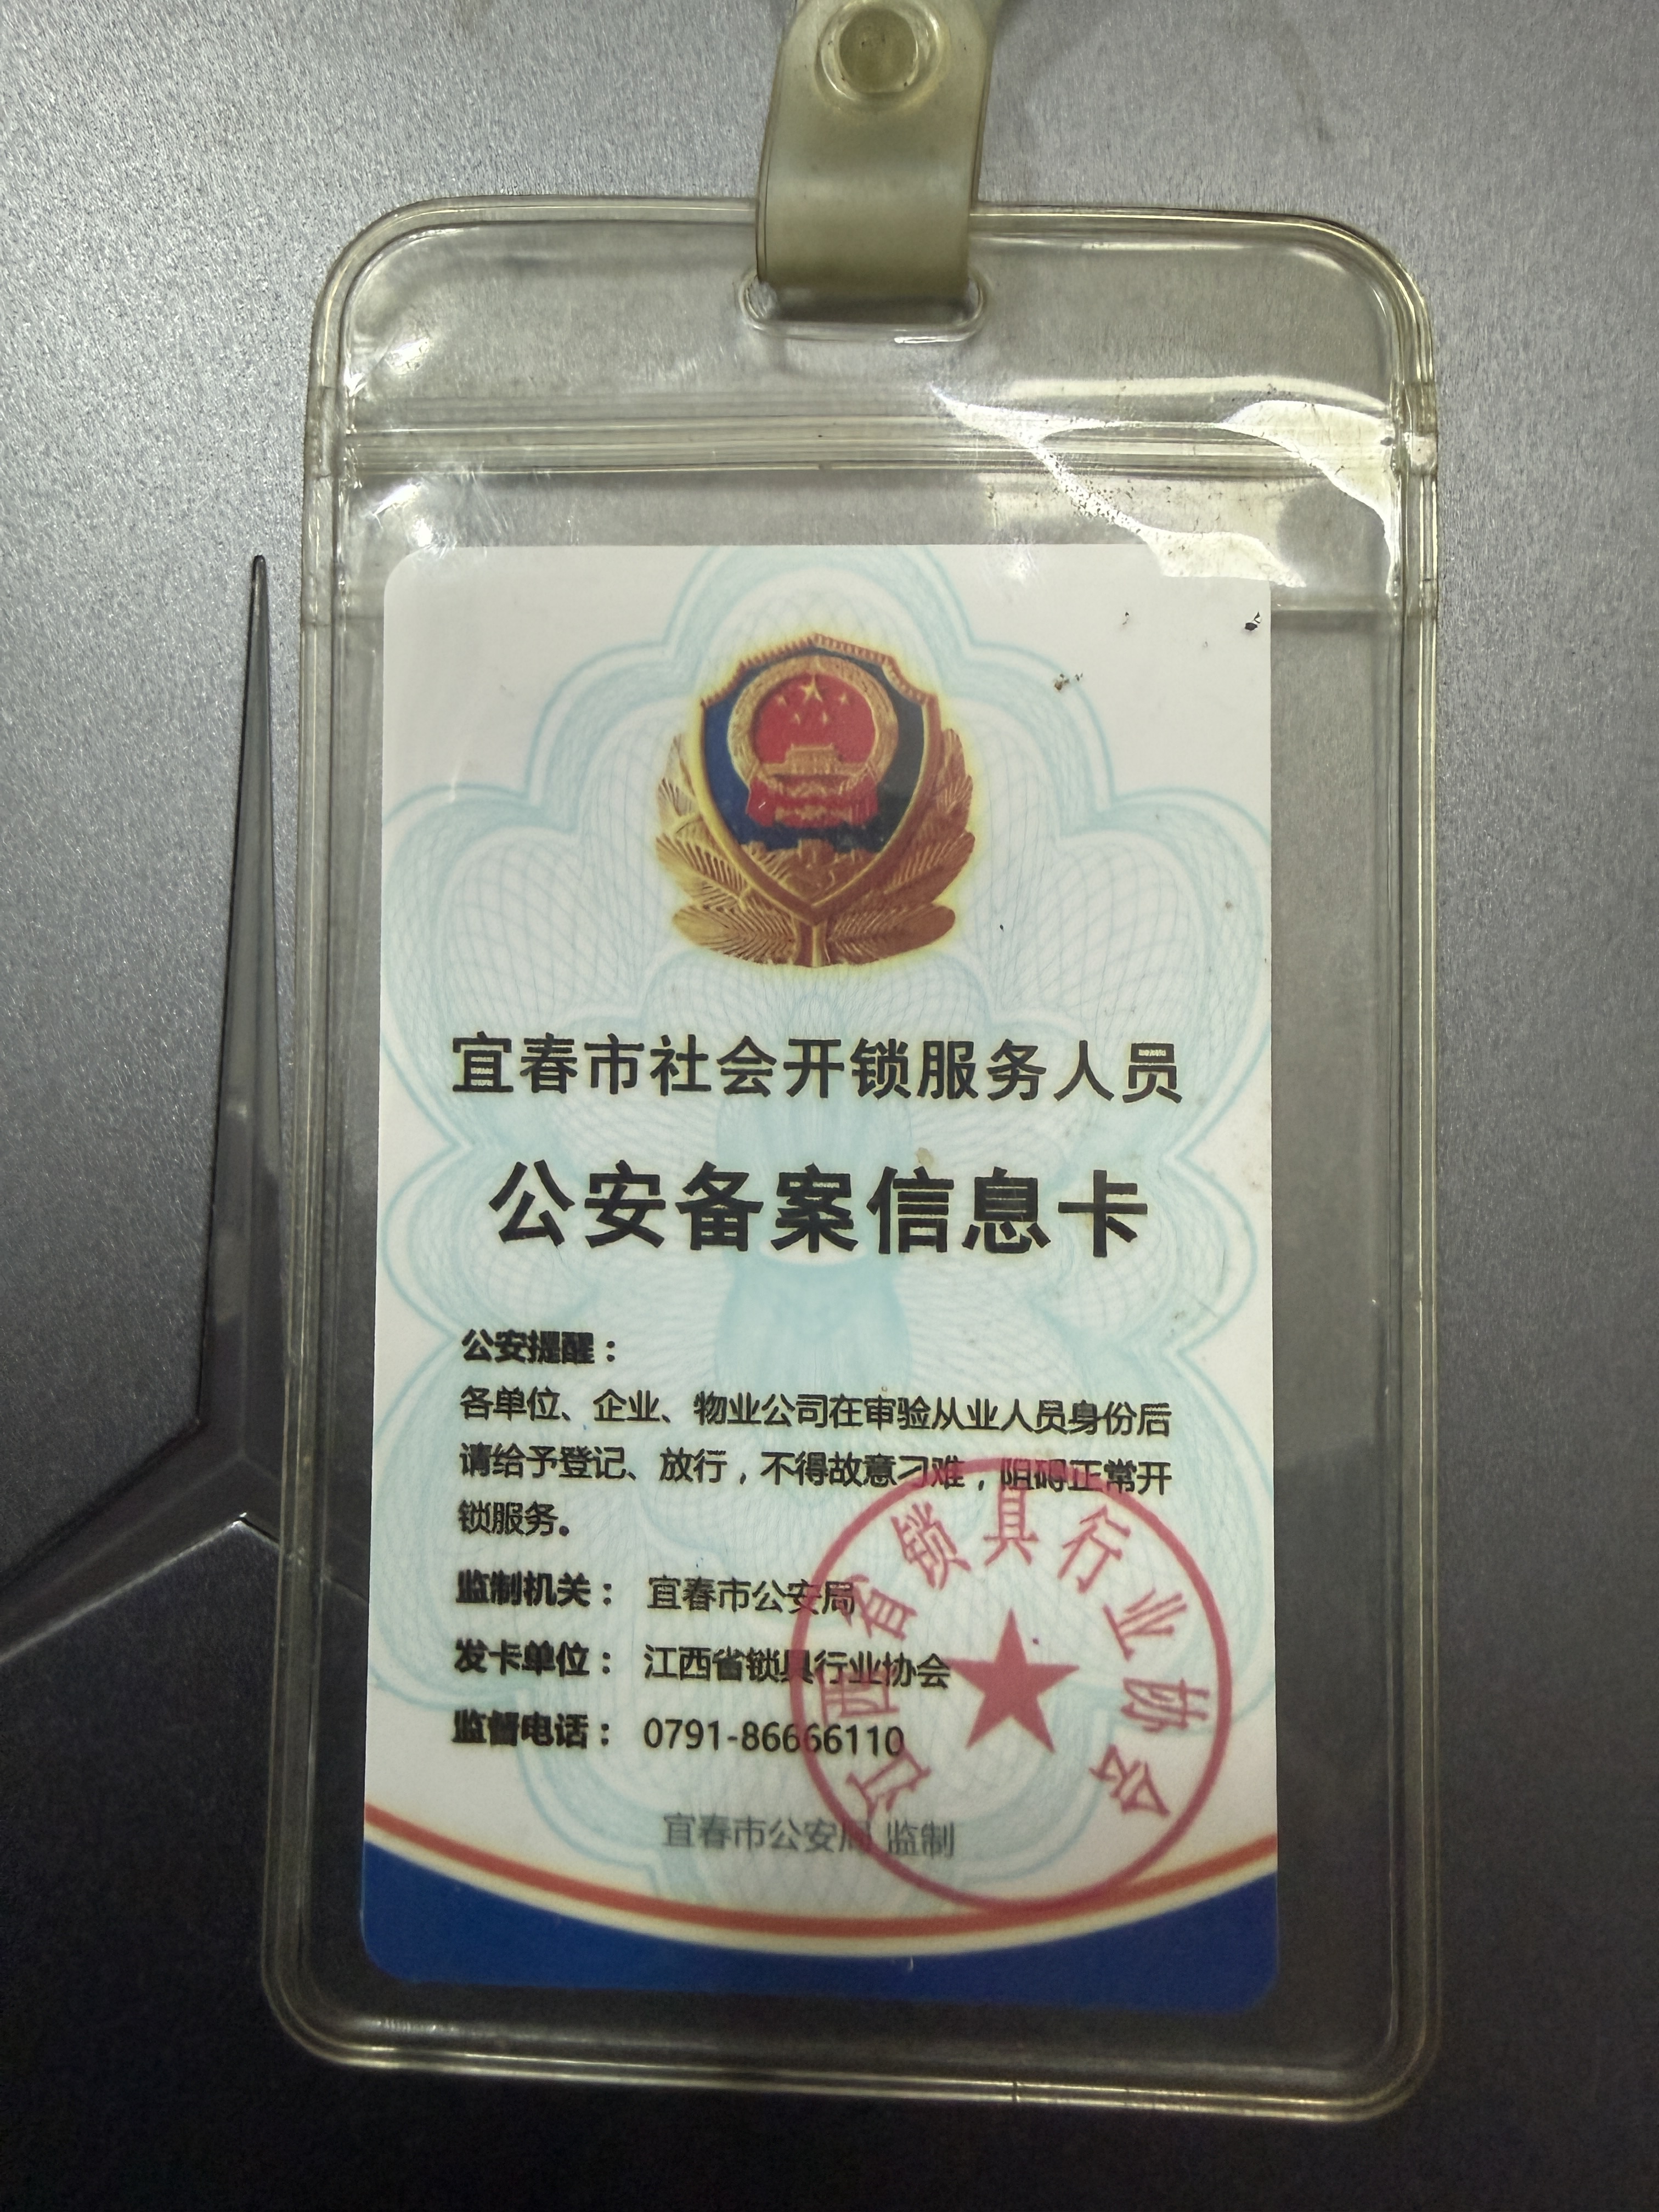 宜春市社会开锁服务人员
公安备案信息卡
公安提醒：
各单位、企业、物业公司在审验从业人员身份后
请给予登记、放行，不得故意刁难，阻碍正常开
锁服务。
监制机关： 宜春市公安局
发卡单位： 江西省锁具行业协会
监督电话： 0791-86666110
江西省锁具行业协会
宜春市公安局 监制